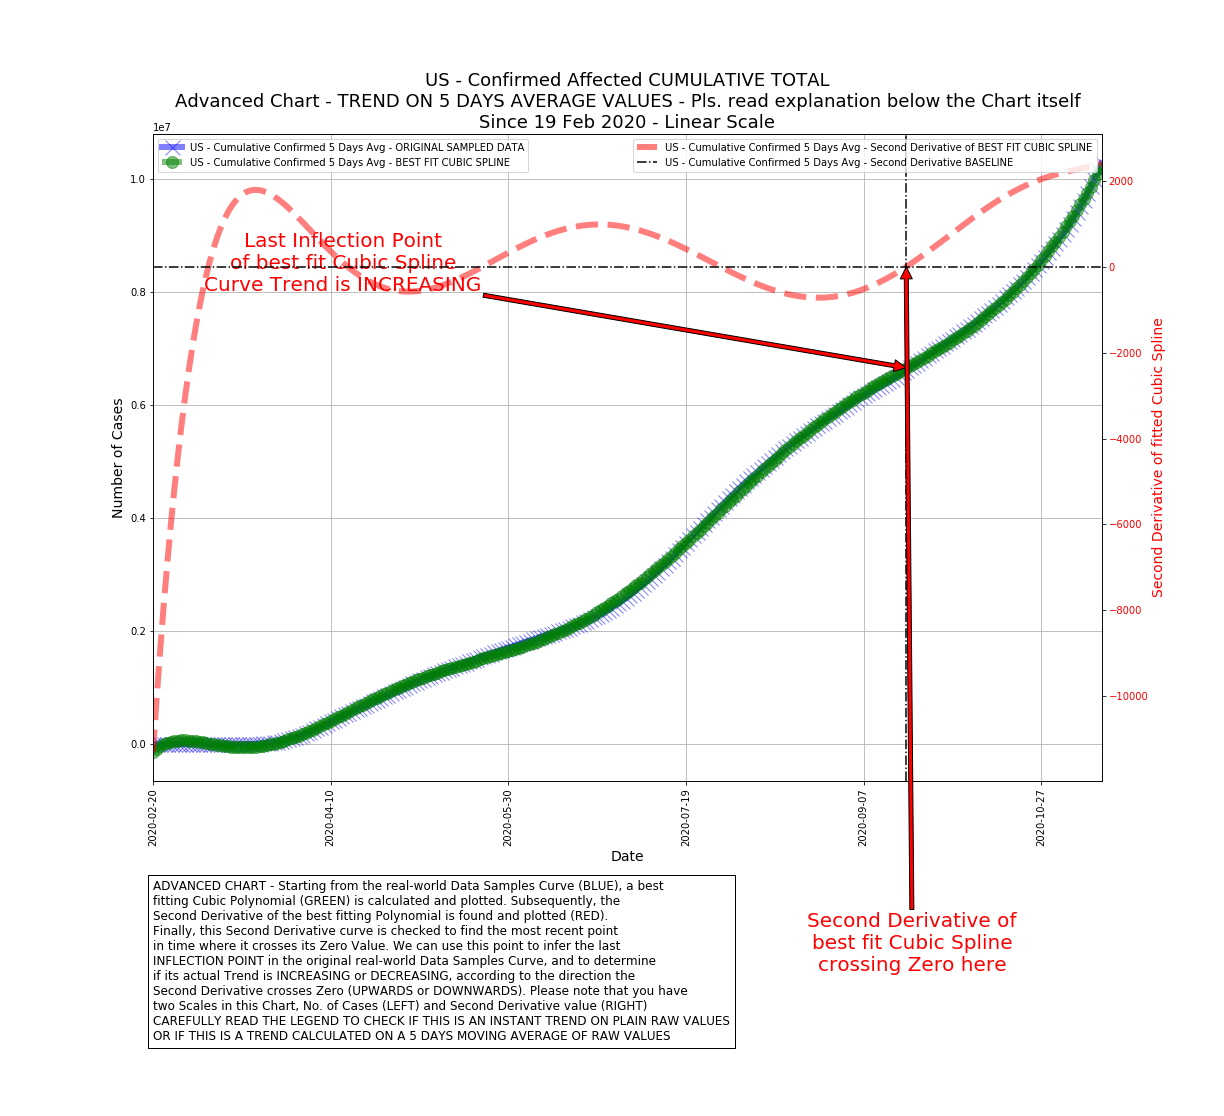 US - Confirmed Affected CUMULATIVE TOTAL
Advanced Chart - TREND ON 5 DAYS AVERAGE VALUES - Pls. read explanation below the Chart itself
Since 19 Feb 2020 - Linear Scale
1e7
US - Cumulative Confirmed 5 Days Avg - ORIGINAL SAMPLED DATA
US - Cumulative Confirmed 5 Days Avg - BEST FIT CUBIC SPLINE
US - Cumulative Confirmed 5 Days Avg - Second Derivative of BEST FIT CUBIC SPLINE
US - Cumulative Confirmed 5 Days Avg - Second Derivative BASELINE
1.0
0.8
0.6
0.4
0.2
0.0
Number of Cases
Last Inflection Point
of best fit Cubic Spline
Curve Trend is INCREASING
2000
0
−2000
−4000
−6000
−8000
−10000
Second Derivative of fitted Cubic Spline
2020-02-20
2020-04-10
2020-05-30
2020-07-19
2020-09-07
2020-10-27
Date
ADVANCED CHART - Starting from the real-world Data Samples Curve (BLUE), a best
fitting Cubic Polynomial (GREEN) is calculated and plotted. Subsequently, the
Second Derivative of the best fitting Polynomial is found and plotted (RED).
Finally, this Second Derivative curve is checked to find the most recent point
in time where it crosses its Zero Value. We can use this point to infer the last
INFLECTION POINT in the original real-world Data Samples Curve, and to determine
if its actual Trend is INCREASING or DECREASING, according to the direction the
Second Derivative crosses Zero (UPWARDS or DOWNWARDS). Please note that you have
two Scales in this Chart, No. of Cases (LEFT) and Second Derivative value (RIGHT)
CAREFULLY READ THE LEGEND TO CHECK IF THIS IS AN INSTANT TREND ON PLAIN RAW VALUES
OR IF THIS IS A TREND CALCULATED ON A 5 DAYS MOVING AVERAGE OF RAW VALUES
Second Derivative of
best fit Cubic Spline
crossing Zero here